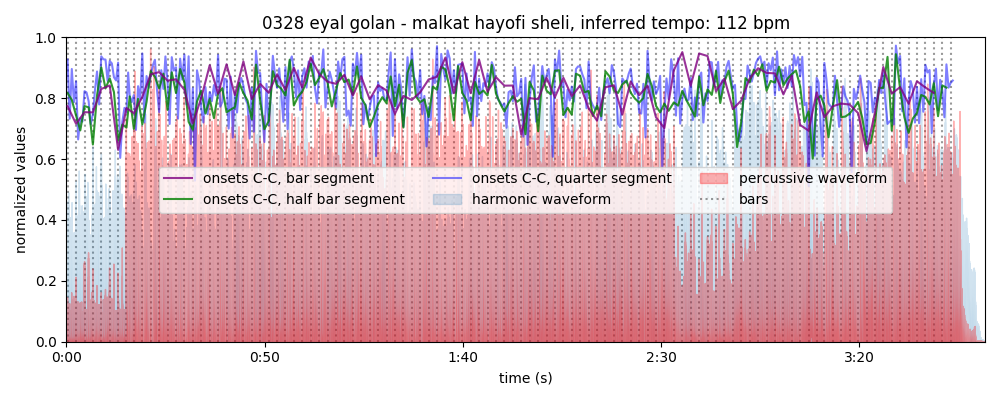 0328 eyal golan - malkat hayofi sheli, inferred tempo: 112 bpm
normalized values
1.0
0.8
0.6
0.4
0.2
0.0
onsets C-C, bar segment
onsets C-C, half bar segment
onsets C-C, quarter segment
harmonic waveform
percussive waveform
bars
0:00 0:50 1:40 2:30 3:20
time (s)